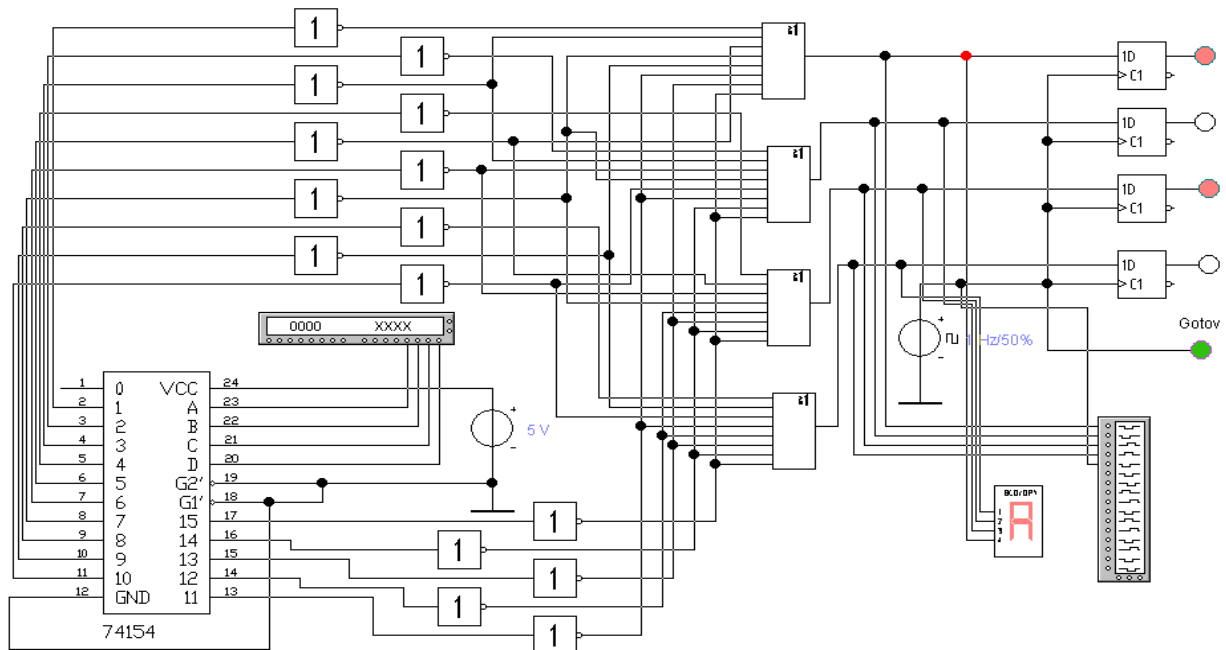 1
≥1
1
1D
1
C1
1
1D
1
C1
≥1
1
1D
1
C1
Gotov
1
1
≥1
1D
1
C1
0000 XXXX
1 Hz/50%
1 0 VCC 24
2 1 A 23
3 2 B 22
4 3 C 21
5 4 D 20
6 5 G2' 19
7 6 G1' 18
8 7 15 17
9 8 14 16
10 9 13 15
11 10 12 14
12 GND 11 13
74154
5 V
≥1
1
1
1
1
1
A
1
2
3
4